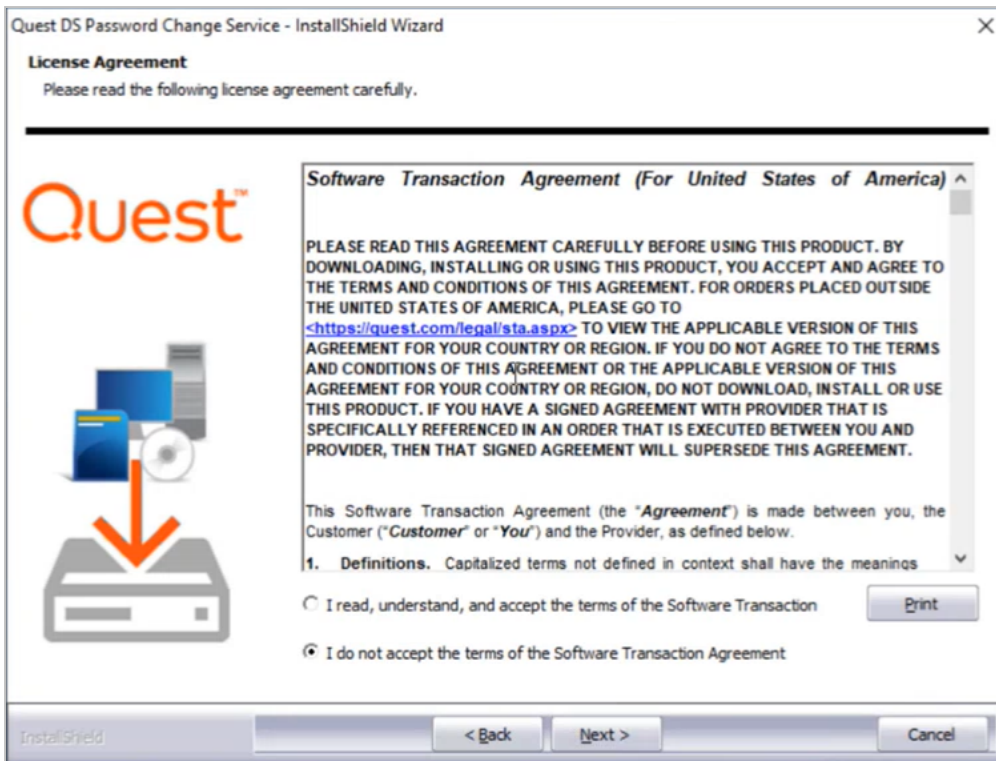 Quest DS Password Change Service - InstallShield Wizard
License Agreement
Please read the following license agreement carefully.
Quest™
Software Transaction Agreement (For United States of America)
PLEASE READ THIS AGREEMENT CAREFULLY BEFORE USING THIS PRODUCT. BY
DOWNLOADING, INSTALLING OR USING THIS PRODUCT, YOU ACCEPT AND AGREE TO
THE TERMS AND CONDITIONS OF THIS AGREEMENT. FOR ORDERS PLACED OUTSIDE
THE UNITED STATES OF AMERICA, PLEASE GO TO
<https://quest.com/legal/sta.aspx> TO VIEW THE APPLICABLE VERSION OF THIS
AGREEMENT FOR YOUR COUNTRY OR REGION. IF YOU DO NOT AGREE TO THE TERMS
AND CONDITIONS OF THIS AGREEMENT OR THE APPLICABLE VERSION OF THIS
AGREEMENT FOR YOUR COUNTRY OR REGION, DO NOT DOWNLOAD, INSTALL OR USE
THIS PRODUCT. IF YOU HAVE A SIGNED AGREEMENT WITH PROVIDER THAT IS
SPECIFICALLY REFERENCED IN AN ORDER THAT IS EXECUTED BETWEEN YOU AND
PROVIDER, THEN THAT SIGNED AGREEMENT WILL SUPERSEDE THIS AGREEMENT.
This Software Transaction Agreement (the “Agreement”) is made between you, the
Customer (“Customer” or “You”) and the Provider, as defined below.
1. Definitions. Capitalized terms not defined in context shall have the meanings
I read, understand, and accept the terms of the Software Transaction
Print
I do not accept the terms of the Software Transaction Agreement
InstallShield
< Back
Next >
Cancel